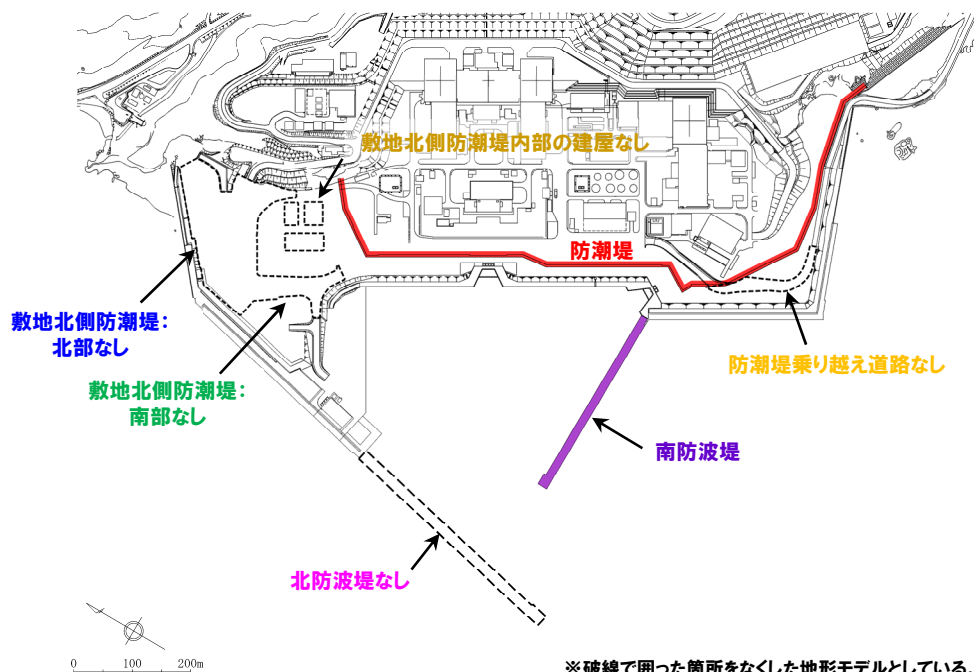 敷地北側防潮堤内部の建屋なし
防潮堤
敷地北側防潮堤：
北部なし
敷地北側防潮堤：
南部なし
防潮堤乗り越え道路なし
南防波堤
北防波堤なし
0 100 200m
※破線で囲った箇所をなくした地形モデルとしている。